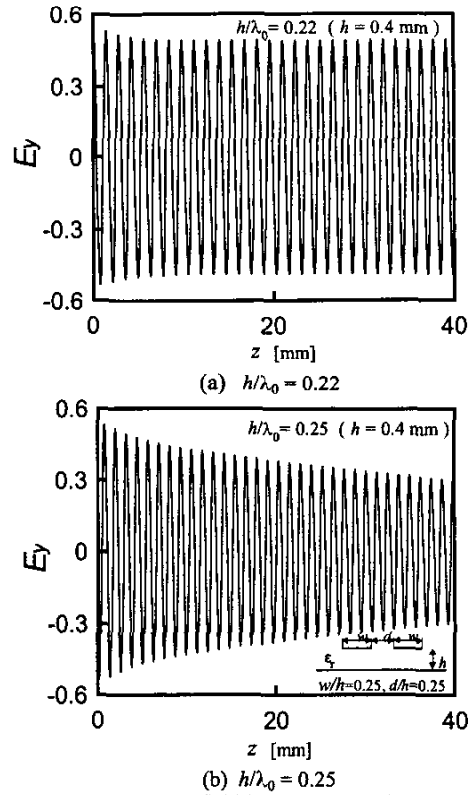 h/λ₀= 0.22 ( h = 0.4 mm )
0.6
0.3
0
-0.3
-0.6
Ey
0 20 40
z [mm]
(a) h/λ₀ = 0.22
h/λ₀= 0.25 ( h = 0.4 mm )
0.6
0.3
0
-0.3
-0.6
Ey
w d w
h
εr
w/h=0.25, d/h=0.25
0 20 40
z [mm]
(b) h/λ₀ = 0.25